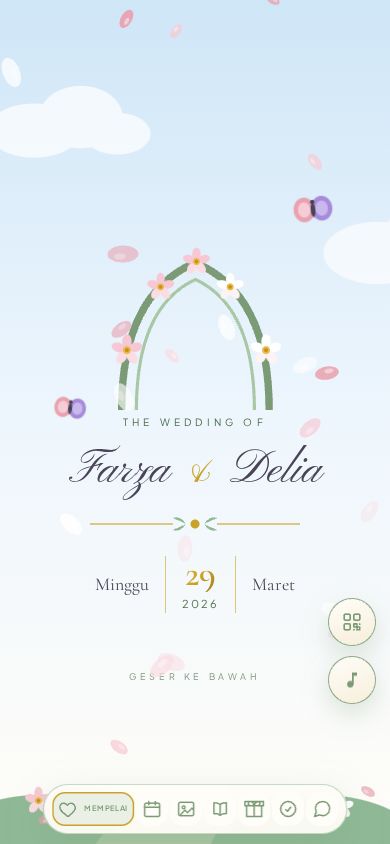 THE WEDDING OF
Farza & Delia
Minggu
29
2026
Maret
GESER KE BAWAH
MEMPELAI